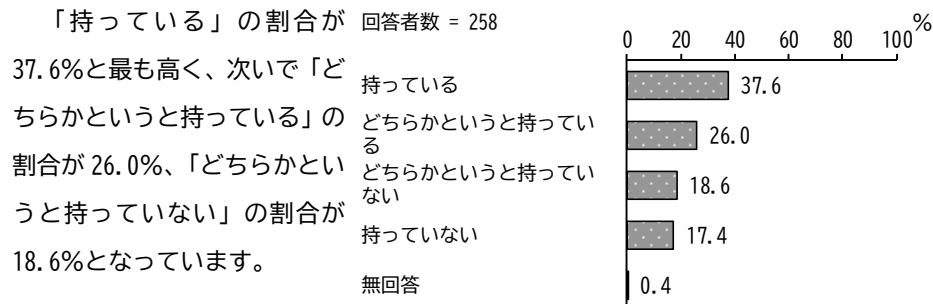 「持っている」の割合が
37.6％と最も高く、次いで「ど
ちらかというと持っている」の
割合が 26.0％、「どちらかとい
うと持っていない」の割合が
18.6％となっています。
回答者数 = 258
%
0 20 40 60 80 100
持っている 37.6
どちらかというと持ってい
る 26.0
どちらかというと持ってい
ない 18.6
持っていない 17.4
無回答 0.4